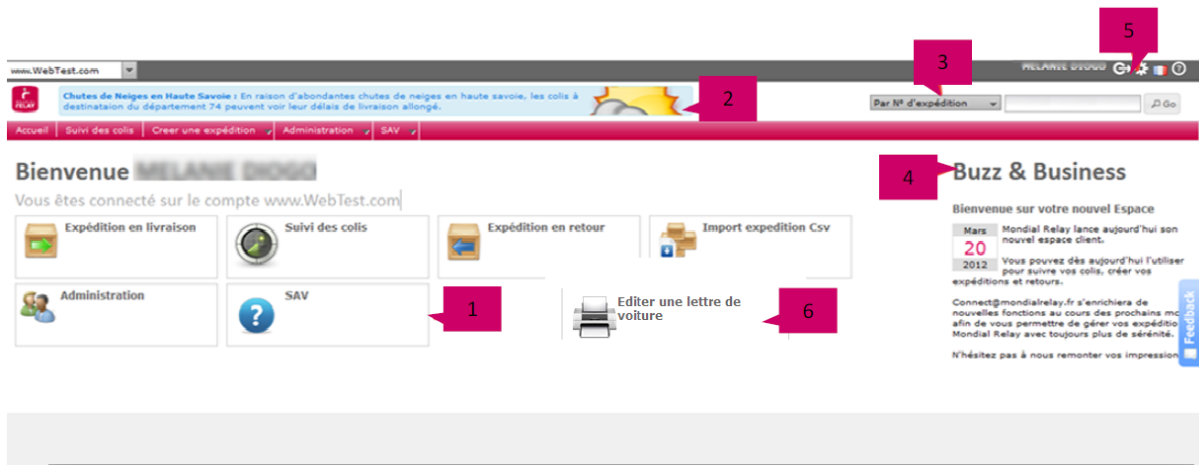 5
3
www.WebTest.com
MELANIE DIOGO
RELAY
Chutes de Neiges en Haute Savoie : En raison d'abondantes chutes de neiges en haute savoie, les colis à
destinataion du département 74 peuvent voir leur délais de livraison allongé.
2
Par N° d'expédition
Go
Accueil Suivi des colis Creer une expédition Administration SAV
Bienvenue MELANIE DIOGO
4
Buzz & Business
Vous êtes connecté sur le compte www.WebTest.com
Bienvenue sur votre nouvel Espace
Expédition en livraison
Suivi des colis
Expédition en retour
Import expedition Csv
Mars
20
2012
Mondial Relay lance aujourd'hui son
nouvel espace client.
Vous pouvez dès aujourd'hui l'utiliser
pour suivre vos colis, créer vos
expéditions et retours.
Administration
SAV
1
Editer une lettre de
voiture
6
Connect@mondialrelay.fr s'enrichiera de
nouvelles fonctions au cours des prochains mo
afin de vous permettre de gérer vos expéditio
Mondial Relay avec toujours plus de sérénité.
N'hésitez pas à nous remonter vos impression
Feedback